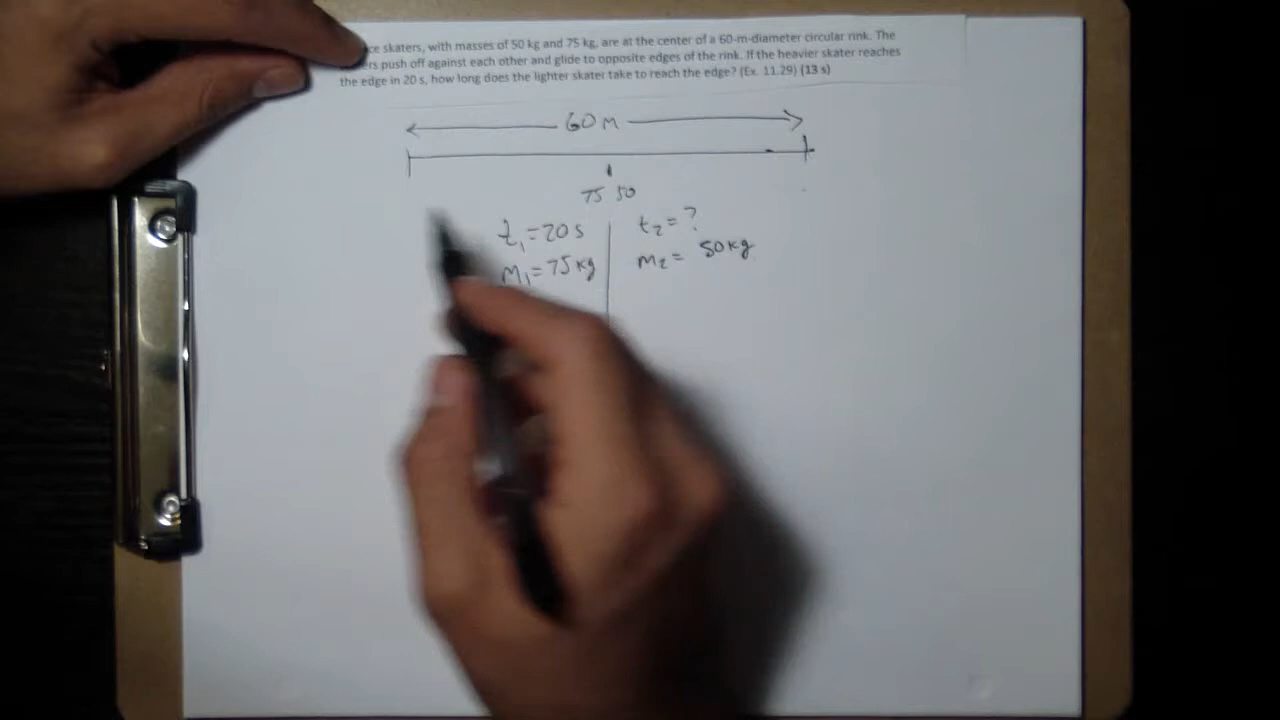 ce skaters, with masses of 50 kg and 75 kg, are at the center of a 60-m-diameter circular rink. The
ers push off against each other and glide to opposite edges of the rink. If the heavier skater reaches
the edge in 20 s, how long does the lighter skater take to reach the edge? (Ex. 11.29) (13 s)
60 m
75 50
t₁ = 20 s t₂ = ?
m₁ = 75 kg m₂ = 50 kg